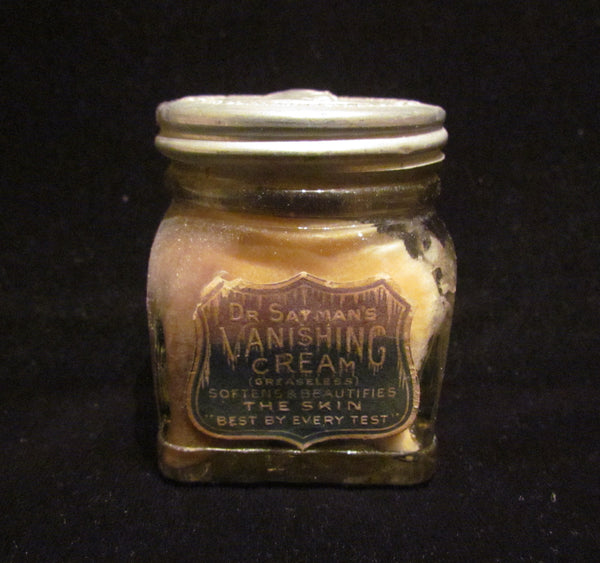 DR SAYMAN'S
VANISHING
CREAM
(GREASELESS)
SOFTENS & BEAUTIFIES
THE SKIN
"BEST BY EVERY TEST"